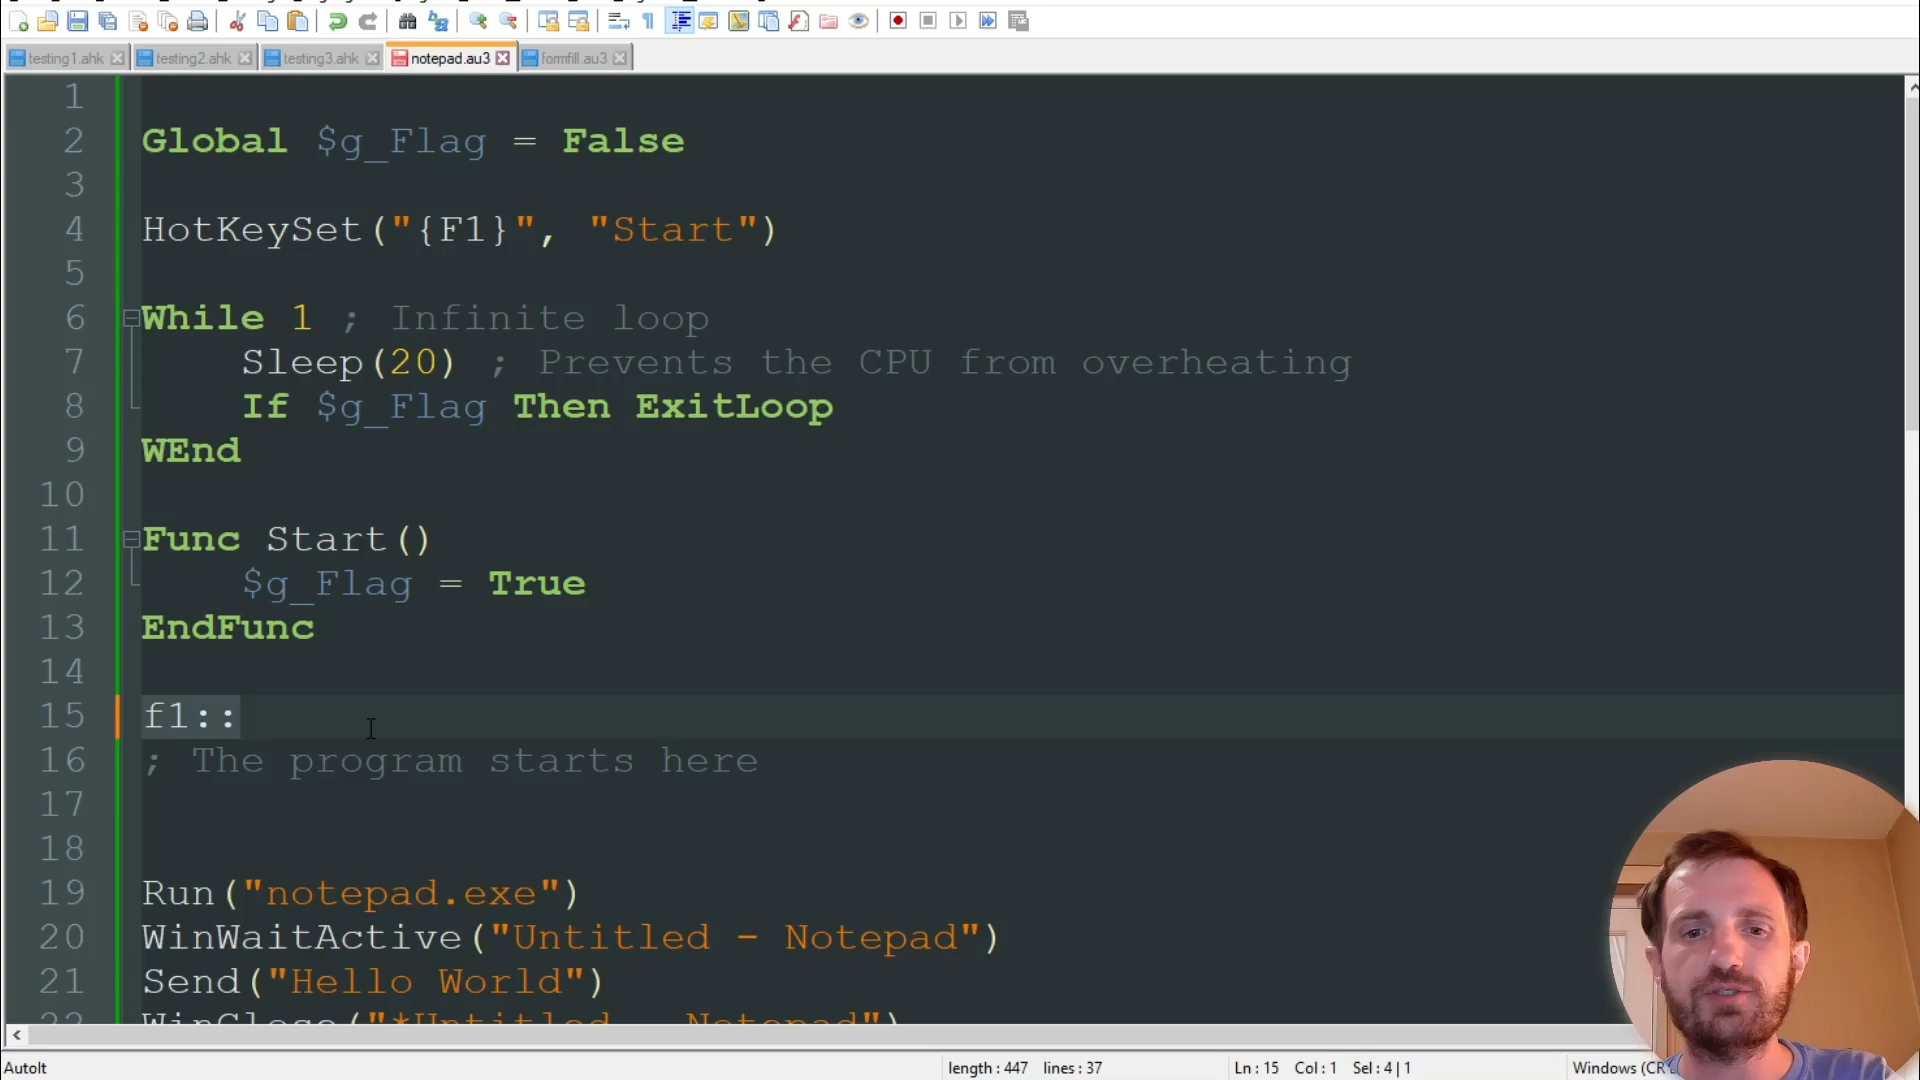 testing1.ahk testing2.ahk testing3.ahk notepad.au3 formfill.au3
1
2 Global $g_Flag = False
3
4 HotKeySet("{F1}", "Start")
5
6 While 1 ; Infinite loop
7 Sleep(20) ; Prevents the CPU from overheating
8 If $g_Flag Then ExitLoop
9 WEnd
10
11 Func Start()
12 $g_Flag = True
13 EndFunc
14
15 f1::
16 ; The program starts here
17
18
19 Run("notepad.exe")
20 WinWaitActive("Untitled - Notepad")
21 Send("Hello World")
22 WinClose("*Untitled - Notepad")
AutoIt length : 447 lines : 37 Ln : 15 Col : 1 Sel : 4 | 1 Windows (CR